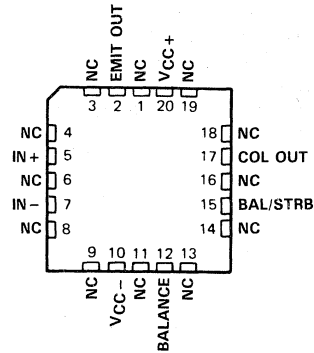 NC
EMIT OUT
NC
VCC+
NC
3 2 1 20 19
NC 4
IN+ 5
NC 6
IN− 7
NC 8
18 NC
17 COL OUT
16 NC
15 BAL/STRB
14 NC
9 10 11 12 13
NC
VCC−
NC
BALANCE
NC